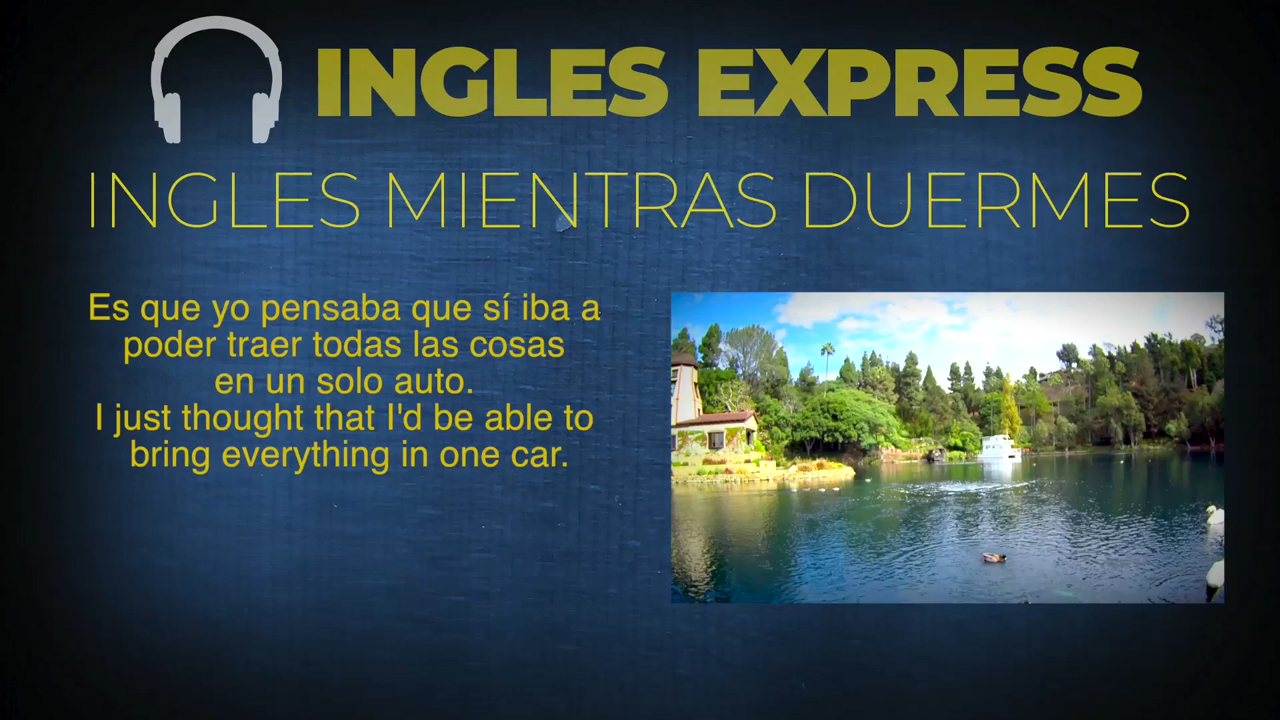 INGLES EXPRESS
INGLES MIENTRAS DUERMES
Es que yo pensaba que sí iba a
poder traer todas las cosas
en un solo auto.
I just thought that I'd be able to
bring everything in one car.